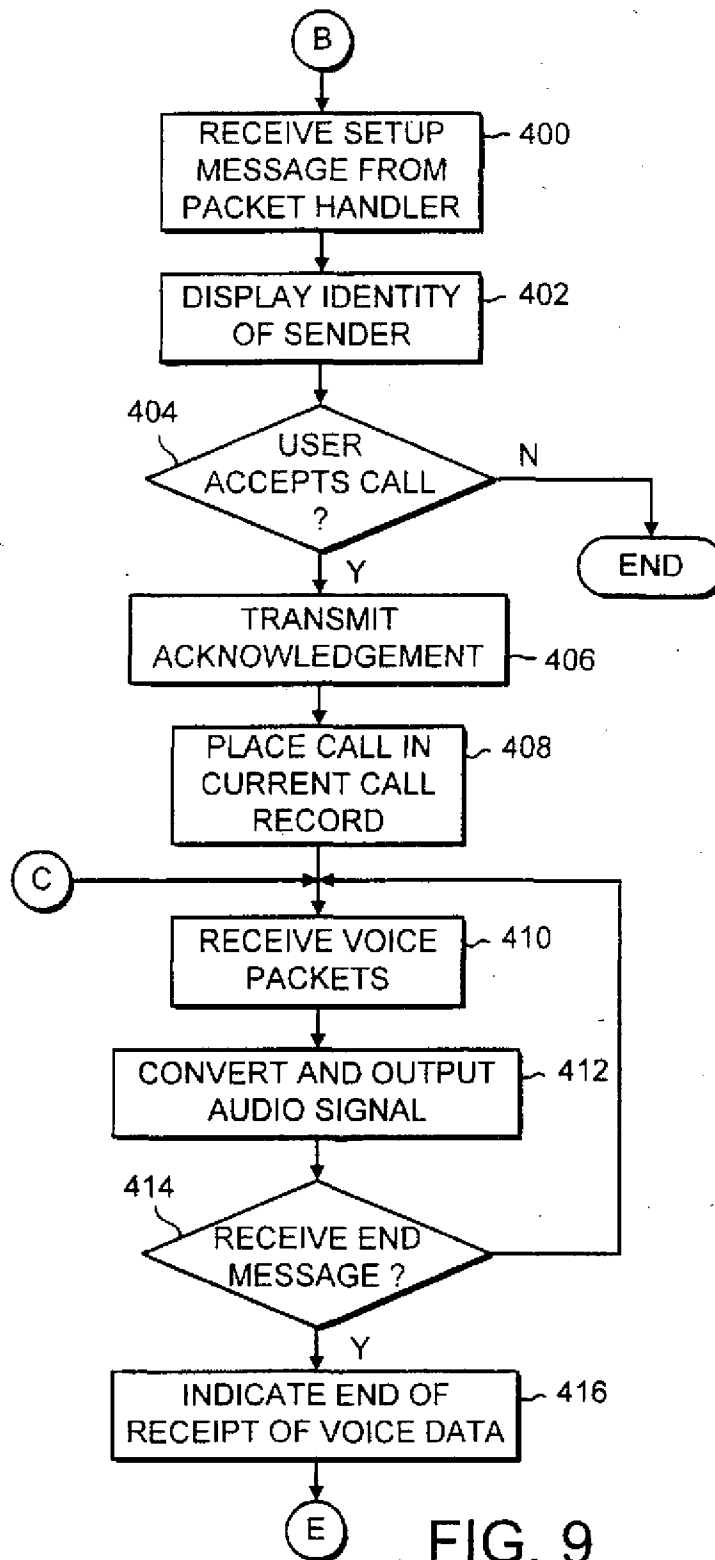 B
RECEIVE SETUP
MESSAGE FROM
PACKET HANDLER
400
DISPLAY IDENTITY
OF SENDER
402
404
USER
ACCEPTS CALL
?
N
END
Y
TRANSMIT
ACKNOWLEDGEMENT
406
PLACE CALL IN
CURRENT CALL
RECORD
408
C
RECEIVE VOICE
PACKETS
410
CONVERT AND OUTPUT
AUDIO SIGNAL
412
414
RECEIVE END
MESSAGE ?
Y
INDICATE END OF
RECEIPT OF VOICE DATA
416
E
FIG. 9